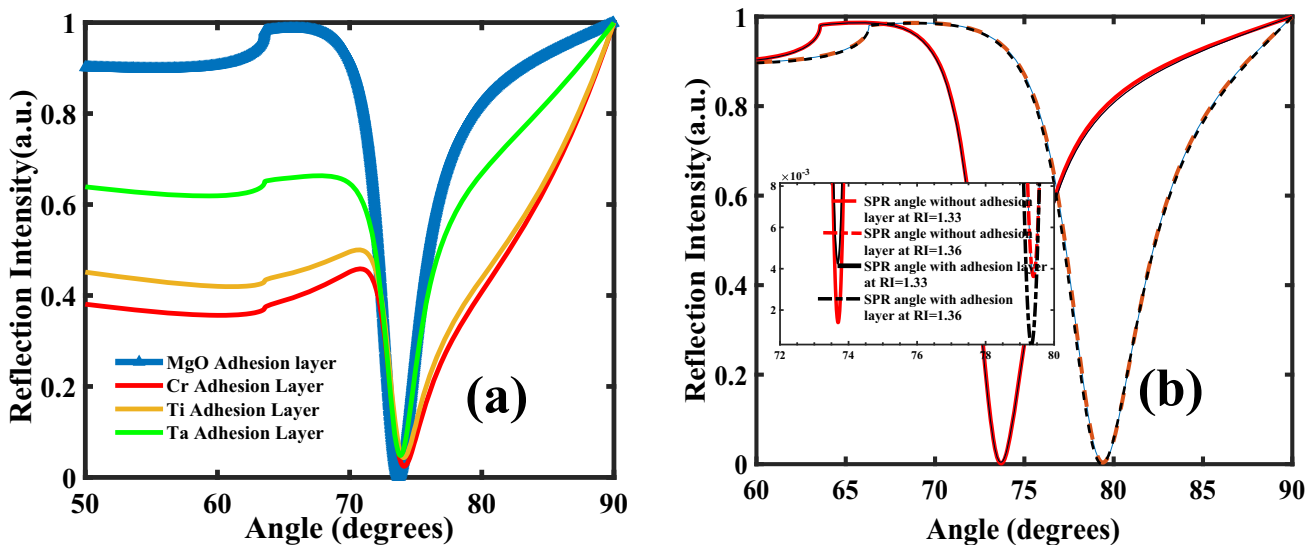 Reflection Intensity(a.u.)
1
0.8
0.6
0.4
0.2
0
MgO Adhesion layer
Cr Adhesion Layer
Ti Adhesion Layer
Ta Adhesion Layer
(a)
50
60
70
80
90
Angle (degrees)
Reflection Intensity(a.u.)
1
0.8
0.6
0.4
0.2
0
×10⁻³
8
6
4
2
72
74
76
78
80
SPR angle without adhesion
layer at RI=1.33
SPR angle without adhesion
layer at RI=1.36
SPR angle with adhesion layer
at RI=1.33
SPR angle with adhesion
layer at RI=1.36
(b)
60
65
70
75
80
85
90
Angle (degrees)